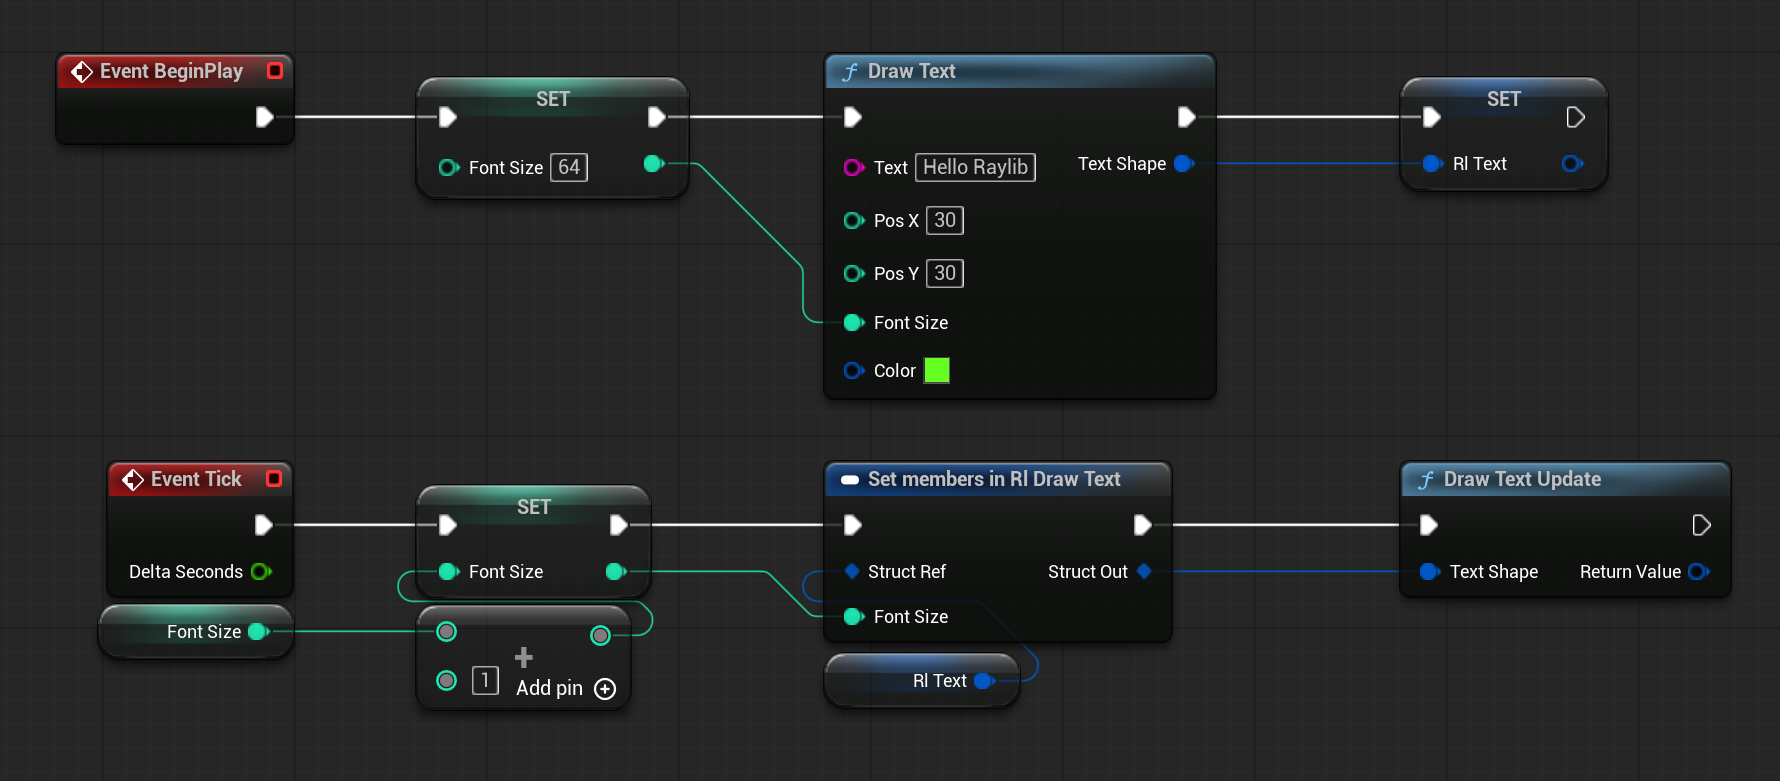 Event BeginPlay
SET
Font Size 64
Draw Text
Text Hello Raylib
Text Shape
Pos X 30
Pos Y 30
Font Size
Color
SET
Rl Text
Event Tick
Delta Seconds
Font Size
SET
Font Size
1
Add pin
Set members in Rl Draw Text
Struct Ref
Struct Out
Font Size
Rl Text
Draw Text Update
Text Shape
Return Value